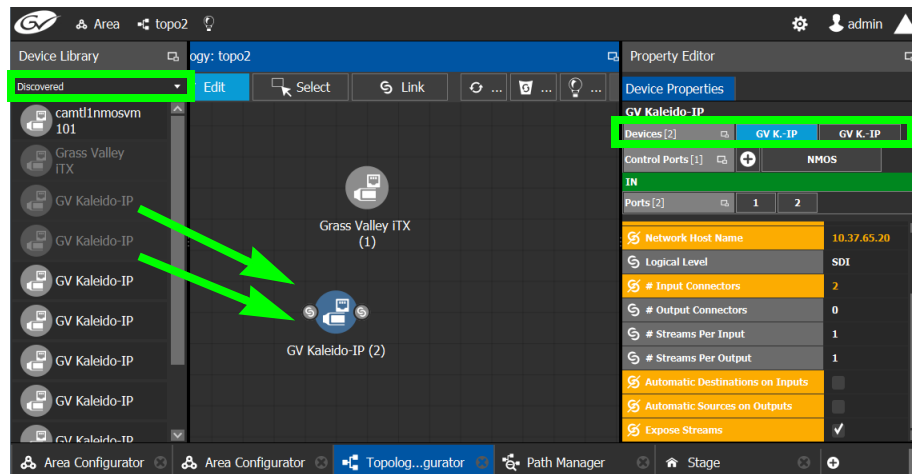 GV Area topo2 admin
Device Library
ogy: topo2
Property Editor
Discovered
Edit Select Link ... ... ...
Device Properties
camtl1nmosvm
101
Grass Valley
iTX
GV Kaleido-IP
GV Kaleido-IP
GV Kaleido-IP
GV Kaleido-IP
GV Kaleido-IP
GV Kaleido-IP
GV Kaleido-IP
Grass Valley iTX
(1)
GV Kaleido-IP (2)
GV Kaleido-IP
Devices [2] GV K.-IP GV K.-IP
Control Ports [1] NMOS
IN
Ports [2] 1 2
Network Host Name 10.37.65.20
Logical Level SDI
# Input Connectors 2
# Output Connectors 0
# Streams Per Input 1
# Streams Per Output 1
Automatic Destinations on Inputs
Automatic Sources on Outputs
Expose Streams
Area Configurator Area Configurator Topolog...gurator Path Manager Stage